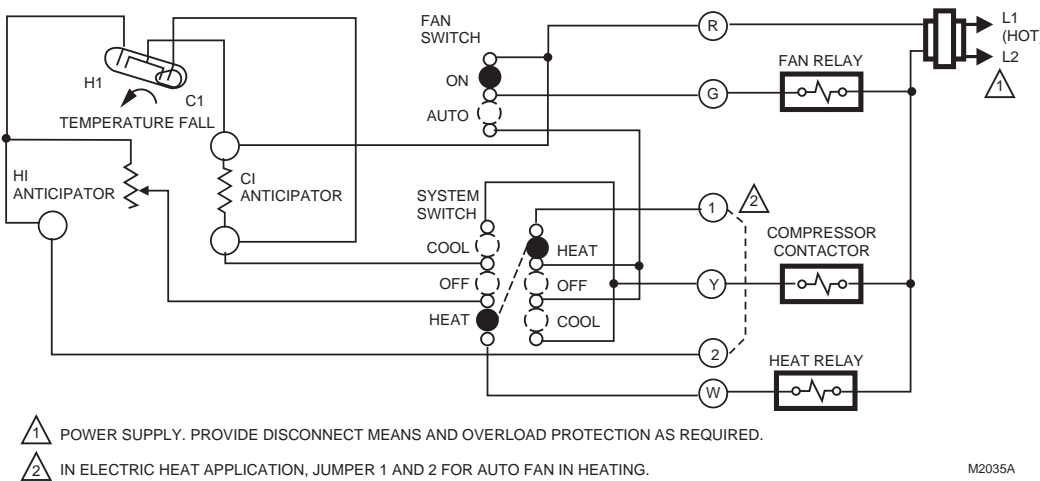 FAN
SWITCH
ON
AUTO
R
G
FAN RELAY
L1
(HOT)
L2
1
H1
C1
TEMPERATURE FALL
HI
ANTICIPATOR
CI
ANTICIPATOR
SYSTEM
SWITCH
COOL
OFF
HEAT
HEAT
OFF
COOL
1
2
Y
2
W
COMPRESSOR
CONTACTOR
HEAT RELAY
1 POWER SUPPLY. PROVIDE DISCONNECT MEANS AND OVERLOAD PROTECTION AS REQUIRED.
2 IN ELECTRIC HEAT APPLICATION, JUMPER 1 AND 2 FOR AUTO FAN IN HEATING.
M2035A